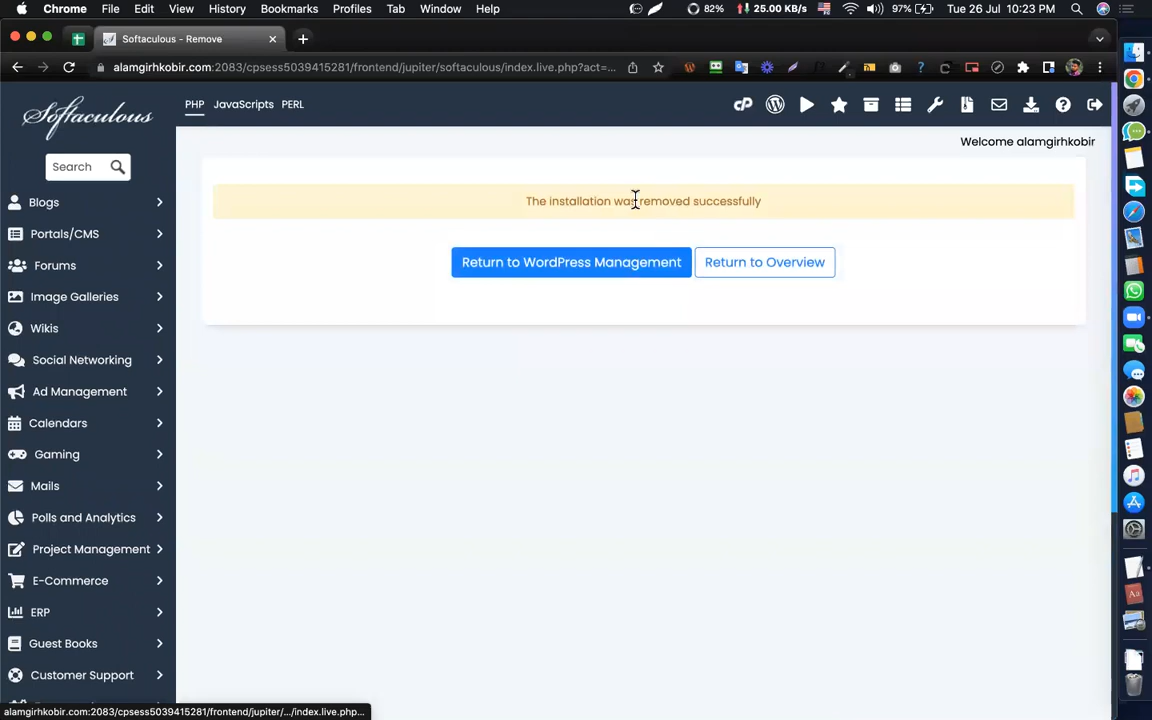 Chrome File Edit View History Bookmarks Profiles Tab Window Help 82% 25.00 KB/s 97% Tue 26 Jul 10:23 PM
Softaculous - Remove
alamgirhkobir.com:2083/cpsess5039415281/frontend/jupiter/softaculous/index.live.php?act=...
Softaculous
PHP JavaScripts PERL
Welcome alamgirhkobir
Search
The installation was removed successfully
Return to WordPress Management Return to Overview
Blogs
Portals/CMS
Forums
Image Galleries
Wikis
Social Networking
Ad Management
Calendars
Gaming
Mails
Polls and Analytics
Project Management
E-Commerce
ERP
Guest Books
Customer Support
alamgirhkobir.com:2083/cpsess5039415281/frontend/jupiter/.../index.live.php...